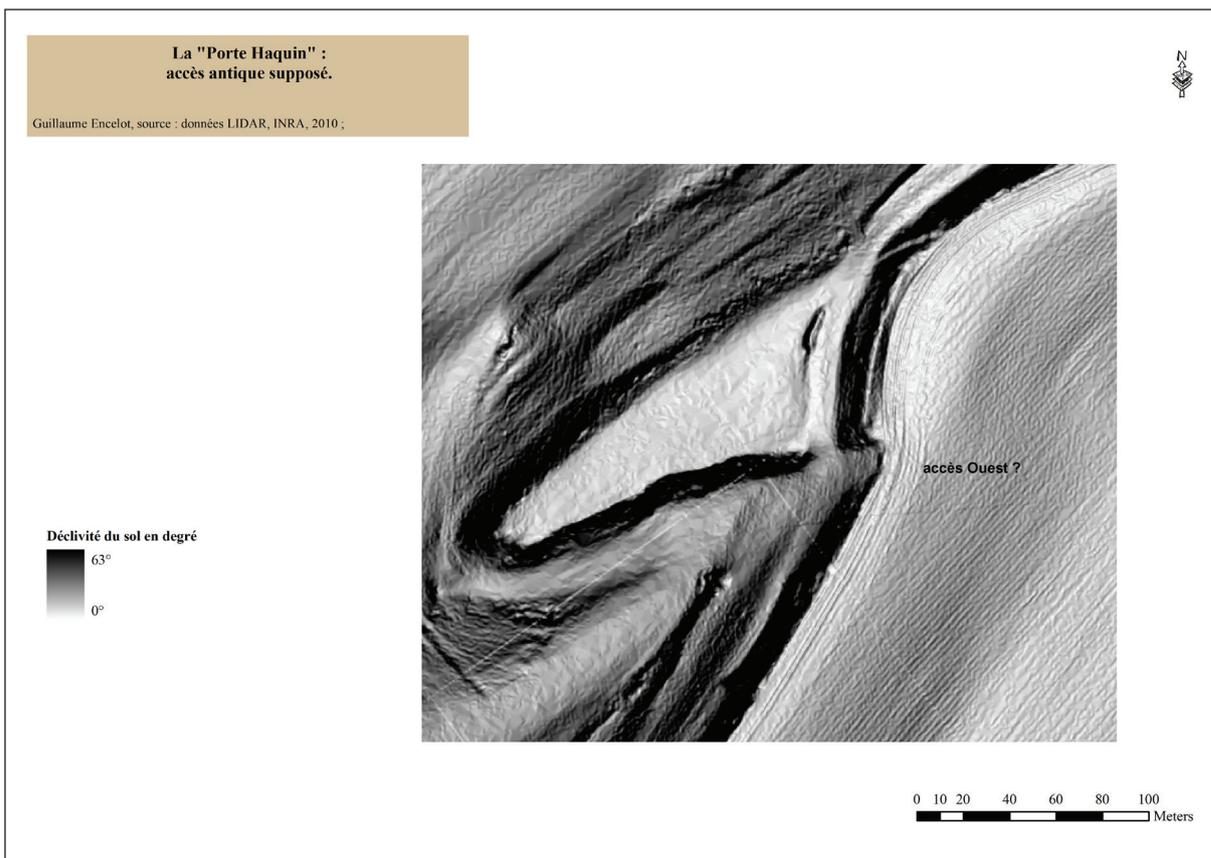 La "Porte Haquin" :
accès antique supposé.
Guillaume Encelot, source : données LIDAR, INRA, 2010 ;
N
accès Ouest ?
Déclivité du sol en degré
63°
0°
0 10 20 40 60 80 100
Meters